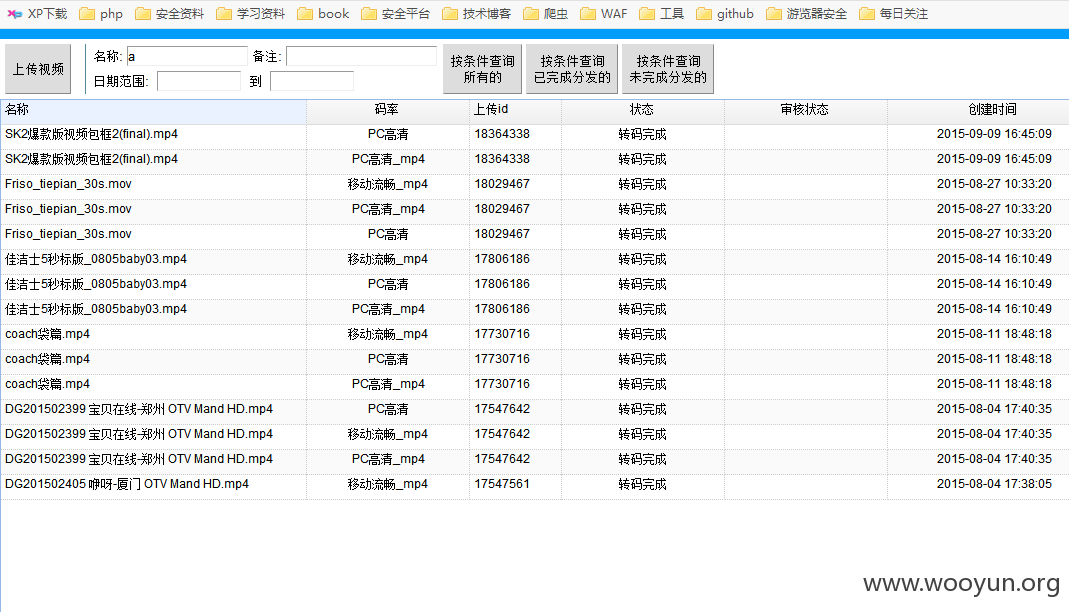 XP下载 php 安全资料 学习资料 book 安全平台 技术博客 爬虫 WAF 工具 github 游览器安全 每日关注
上传视频 名称: a 备注: 按条件查询 所有的 按条件查询 已完成分发的 按条件查询 未完成分发的
日期范围: 到
名称 码率 上传id 状态 审核状态 创建时间
SK2爆款版视频包框2(final).mp4 PC高清 18364338 转码完成 2015-09-09 16:45:09
SK2爆款版视频包框2(final).mp4 PC高清_mp4 18364338 转码完成 2015-09-09 16:45:09
Friso_tiepian_30s.mov 移动流畅_mp4 18029467 转码完成 2015-08-27 10:33:20
Friso_tiepian_30s.mov PC高清_mp4 18029467 转码完成 2015-08-27 10:33:20
Friso_tiepian_30s.mov PC高清 18029467 转码完成 2015-08-27 10:33:20
佳洁士5秒标版_0805baby03.mp4 移动流畅_mp4 17806186 转码完成 2015-08-14 16:10:49
佳洁士5秒标版_0805baby03.mp4 PC高清 17806186 转码完成 2015-08-14 16:10:49
佳洁士5秒标版_0805baby03.mp4 PC高清_mp4 17806186 转码完成 2015-08-14 16:10:49
coach袋篇.mp4 移动流畅_mp4 17730716 转码完成 2015-08-11 18:48:18
coach袋篇.mp4 PC高清 17730716 转码完成 2015-08-11 18:48:18
coach袋篇.mp4 PC高清_mp4 17730716 转码完成 2015-08-11 18:48:18
DG201502399 宝贝在线-郑州 OTV Mand HD.mp4 PC高清 17547642 转码完成 2015-08-04 17:40:35
DG201502399 宝贝在线-郑州 OTV Mand HD.mp4 移动流畅_mp4 17547642 转码完成 2015-08-04 17:40:35
DG201502399 宝贝在线-郑州 OTV Mand HD.mp4 PC高清_mp4 17547642 转码完成 2015-08-04 17:40:35
DG201502405 咿呀-厦门 OTV Mand HD.mp4 移动流畅_mp4 17547561 转码完成 2015-08-04 17:38:05
www.wooyun.org